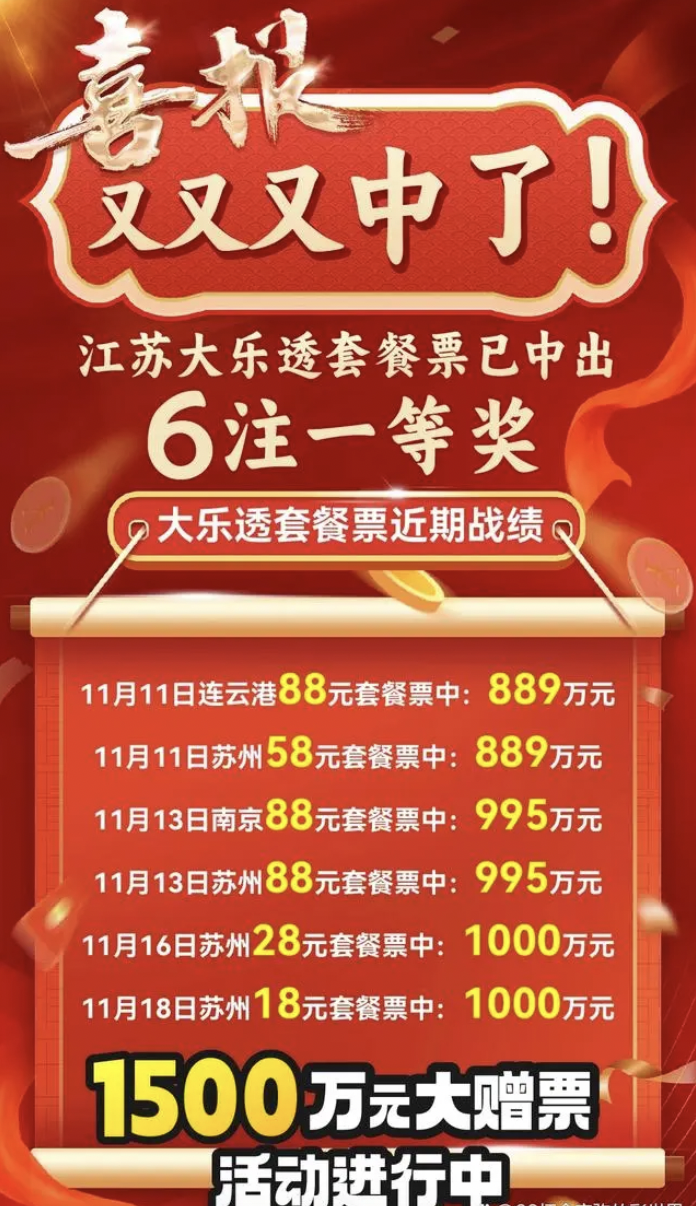 喜报
又又又中了！
江苏大乐透套餐票已中出
6注一等奖
大乐透套餐票近期战绩
11月11日连云港88元套餐票中：889万元
11月11日苏州58元套餐票中：889万元
11月13日南京88元套餐票中：995万元
11月13日苏州88元套餐票中：995万元
11月16日苏州28元套餐票中：1000万元
11月18日苏州18元套餐票中：1000万元
1500万元大赠票
活动进行中